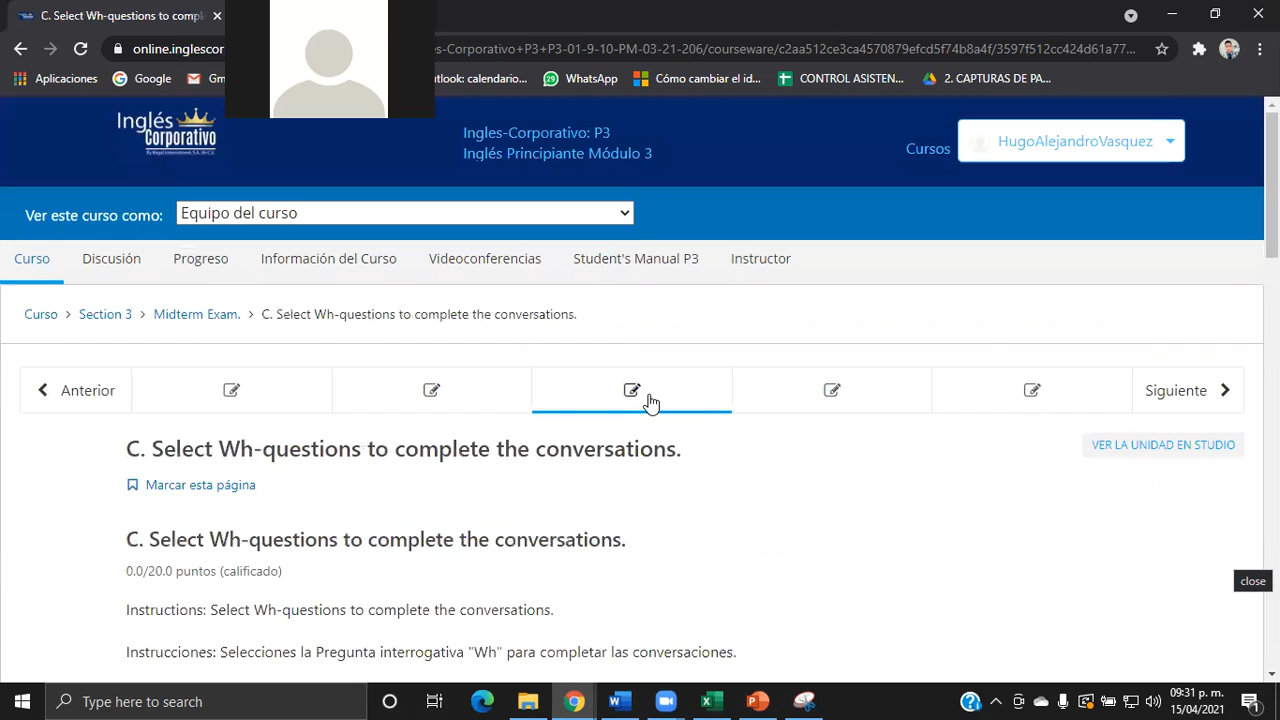 C. Select Wh-questions to compl
online.inglescor
les-Corporativo+P3+P3-01-9-10-PM-03-21-206/courseware/c2aa512ce3ca4570879efcd5f74b8a4f/3597f512cc424d61a77...
Aplicaciones
Google
GM
utlook: calendario...
WhatsApp
Cómo cambiar el id...
CONTROL ASISTEN...
2. CAPTURAS DE PA...
Inglés
Corporativo
Ingles-Corporativo: P3
Inglés Principiante Módulo 3
Cursos
HugoAlejandroVasquez
Ver este curso como:
Equipo del curso
Curso
Discusión
Progreso
Información del Curso
Videoconferencias
Student's Manual P3
Instructor
Curso > Section 3 > Midterm Exam. > C. Select Wh-questions to complete the conversations.
Anterior
Siguiente
C. Select Wh-questions to complete the conversations.
VER LA UNIDAD EN STUDIO
Marcar esta página
C. Select Wh-questions to complete the conversations.
0.0/20.0 puntos (calificado)
close
Instructions: Select Wh-questions to complete the conversations.
Instrucciones: Selecciones la Pregunta interrogativa "Wh" para completar las conversaciones.
Type here to search
09:31 p. m.
15/04/2021